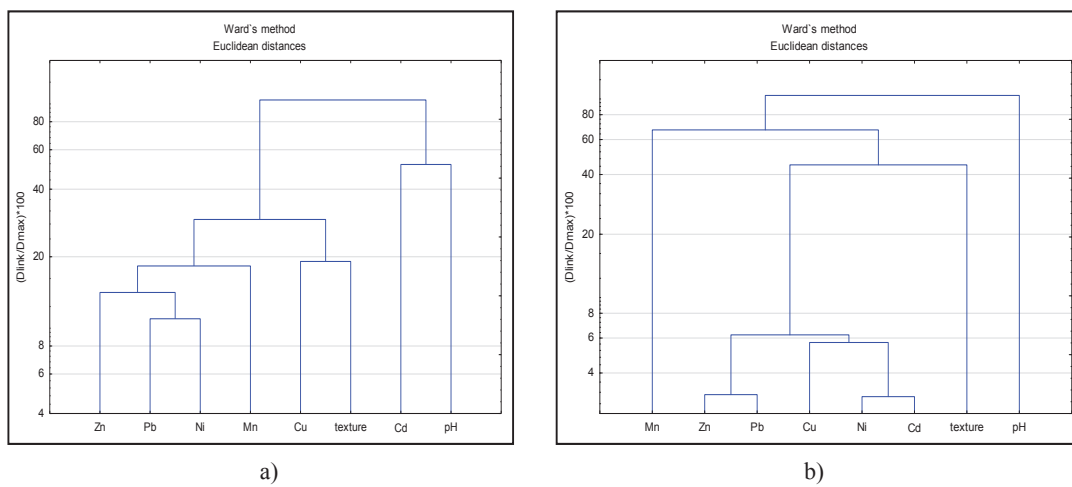 Ward`s method
Euclidean distances
(Dlink/Dmax)*100
80
60
40
20
8
6
4
Zn Pb Ni Mn Cu texture Cd pH
a)
Ward`s method
Euclidean distances
(Dlink/Dmax)*100
80
60
40
20
8
6
4
Mn Zn Pb Cu Ni Cd texture pH
b)